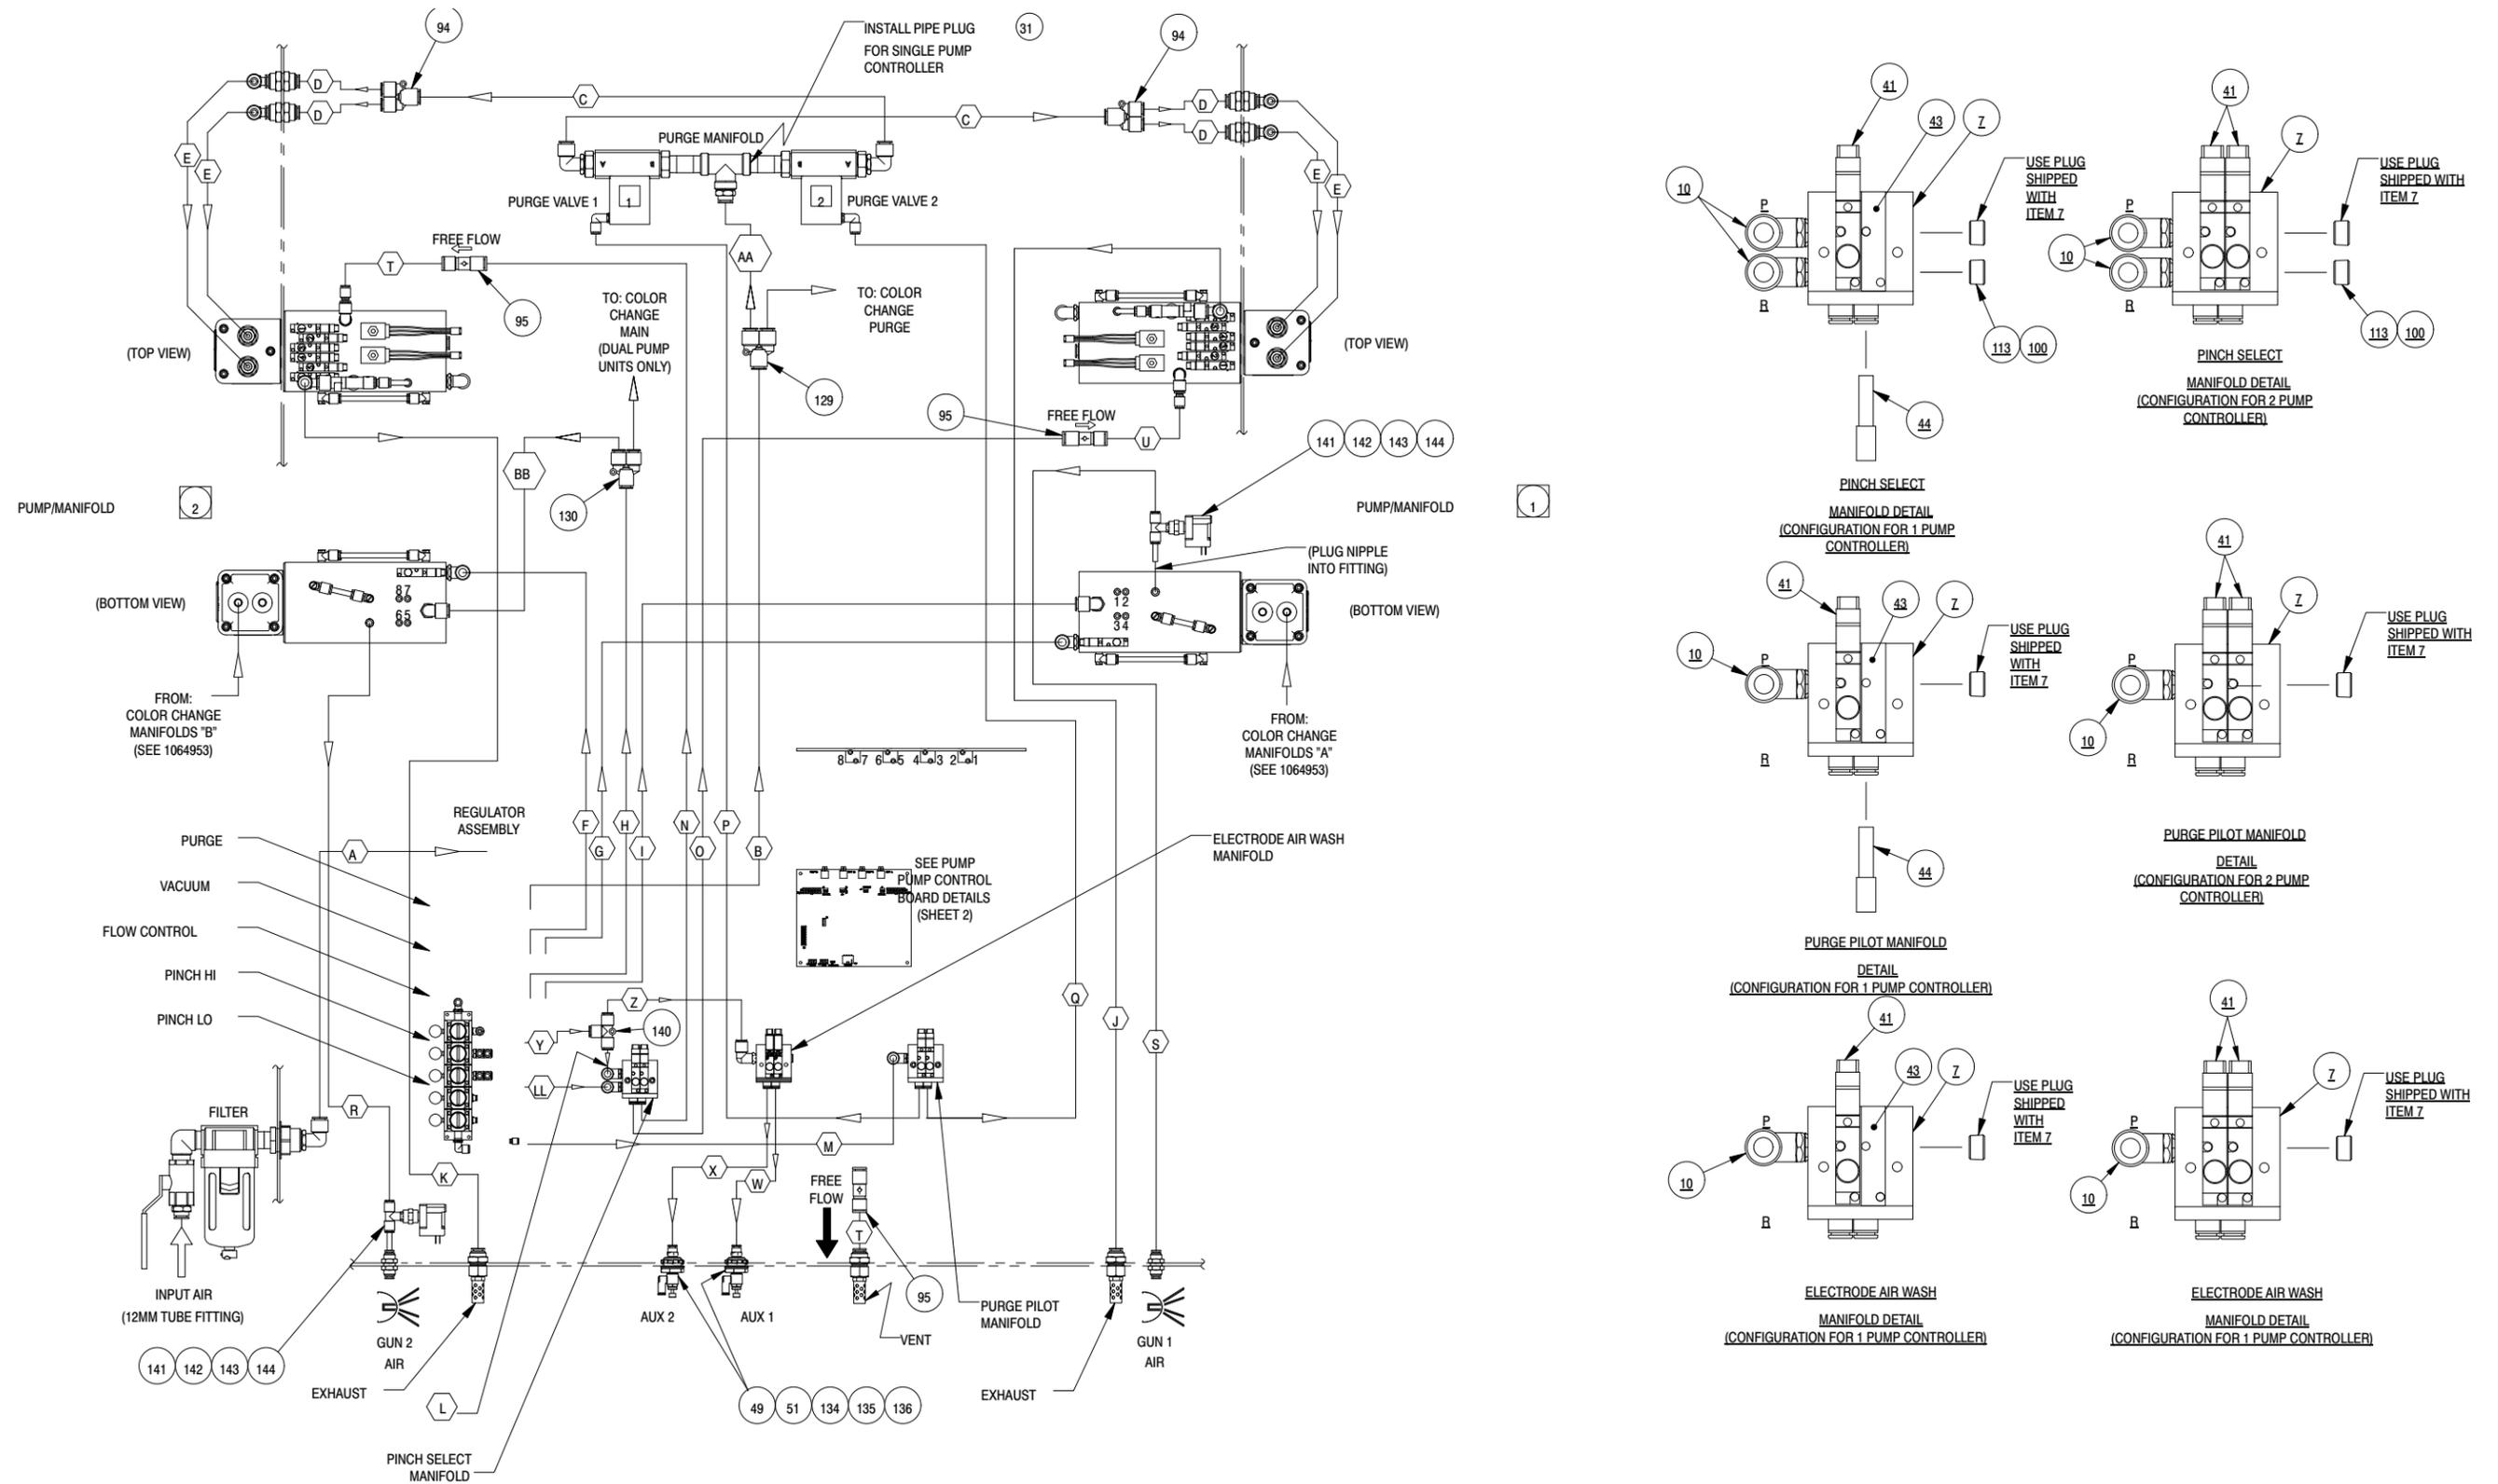 94
INSTALL PIPE PLUG
FOR SINGLE PUMP
CONTROLLER
31
94
D
D
C
C
D
D
PURGE MANIFOLD
E
E
E
E
A
B
B
A
PURGE VALVE 1
1
2
PURGE VALVE 2
FREE FLOW
T
AA
95
TO: COLOR
CHANGE
MAIN
(DUAL PUMP
UNITS ONLY)
TO: COLOR
CHANGE
PURGE
(TOP VIEW)
(TOP VIEW)
129
95
FREE FLOW
U
141
142
143
144
BB
130
PUMP/MANIFOLD
2
PUMP/MANIFOLD
1
(PLUG NIPPLE
INTO FITTING)
(BOTTOM VIEW)
87
65
12
34
(BOTTOM VIEW)
FROM:
COLOR CHANGE
MANIFOLDS "B"
(SEE 1064953)
FROM:
COLOR CHANGE
MANIFOLDS "A"
(SEE 1064953)
8 7 6 5 4 3 2 1
REGULATOR
ASSEMBLY
F
H
N
P
G
I
O
B
PURGE
A
VACUUM
FLOW CONTROL
PINCH HI
PINCH LO
ELECTRODE AIR WASH
MANIFOLD
SEE PUMP
PUMP CONTROL
BOARD DETAILS
(SHEET 2)
Z
Q
Y
140
J
S
LL
FILTER
R
M
K
X
W
FREE
FLOW
T
INPUT AIR
(12MM TUBE FITTING)
GUN 2
AIR
AUX 2
AUX 1
95
VENT
PURGE PILOT
MANIFOLD
GUN 1
AIR
141
142
143
144
EXHAUST
L
49
51
134
135
136
EXHAUST
PINCH SELECT
MANIFOLD
41
43
7
10
P
R
USE PLUG
SHIPPED
WITH
ITEM 7
113
100
44
PINCH SELECT
MANIFOLD DETAIL
(CONFIGURATION FOR 1 PUMP
CONTROLLER)
41
7
P
10
R
USE PLUG
SHIPPED WITH
ITEM 7
113
100
PINCH SELECT
MANIFOLD DETAIL
(CONFIGURATION FOR 2 PUMP
CONTROLLER)
41
43
7
10
P
R
USE PLUG
SHIPPED
WITH
ITEM 7
44
PURGE PILOT MANIFOLD
DETAIL
(CONFIGURATION FOR 1 PUMP CONTROLLER)
41
7
P
10
R
USE PLUG
SHIPPED WITH
ITEM 7
PURGE PILOT MANIFOLD
DETAIL
(CONFIGURATION FOR 2 PUMP
CONTROLLER)
41
43
7
P
10
R
USE PLUG
SHIPPED
WITH
ITEM 7
ELECTRODE AIR WASH
MANIFOLD DETAIL
(CONFIGURATION FOR 1 PUMP CONTROLLER)
41
7
P
10
R
USE PLUG
SHIPPED WITH
ITEM 7
ELECTRODE AIR WASH
MANIFOLD DETAIL
(CONFIGURATION FOR 1 PUMP CONTROLLER)